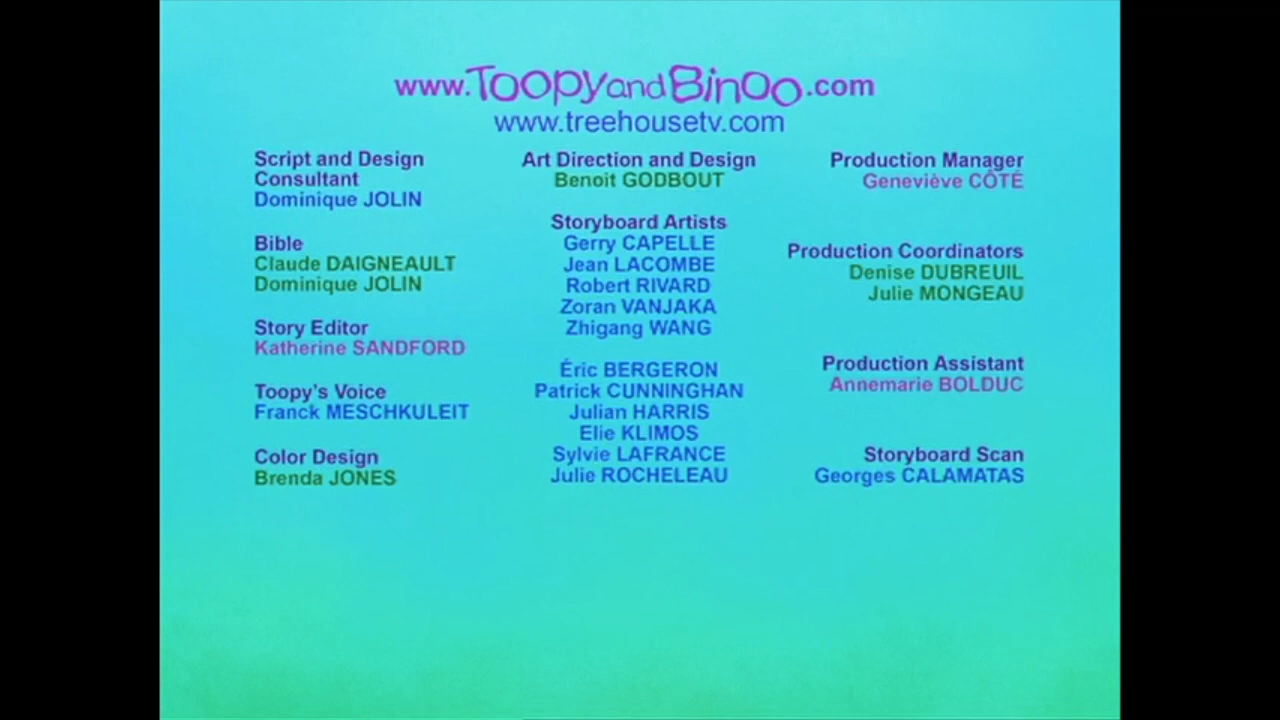 www.Toopy and Binoo.com
www.treehousetv.com
Script and Design
Consultant
Dominique JOLIN
Bible
Claude DAIGNEAULT
Dominique JOLIN
Story Editor
Katherine SANDFORD
Toopy's Voice
Franck MESCHKULEIT
Color Design
Brenda JONES
Art Direction and Design
Benoit GODBOUT
Storyboard Artists
Gerry CAPELLE
Jean LACOMBE
Robert RIVARD
Zoran VANJAKA
Zhigang WANG
Éric BERGERON
Patrick CUNNINGHAN
Julian HARRIS
Elie KLIMOS
Sylvie LAFRANCE
Julie ROCHELEAU
Production Manager
Geneviève CÔTÉ
Production Coordinators
Denise DUBREUIL
Julie MONGEAU
Production Assistant
Annemarie BOLDUC
Storyboard Scan
Georges CALAMATAS